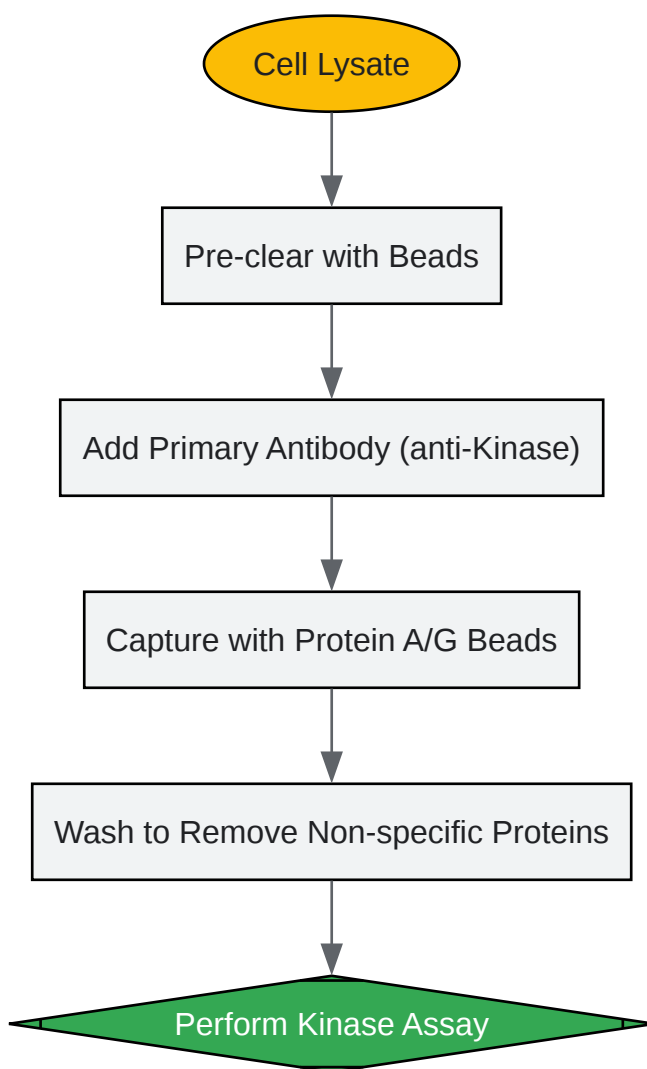 Cell Lysate
Pre-clear with Beads
Add Primary Antibody (anti-Kinase)
Capture with Protein A/G Beads
Wash to Remove Non-specific Proteins
Perform Kinase Assay